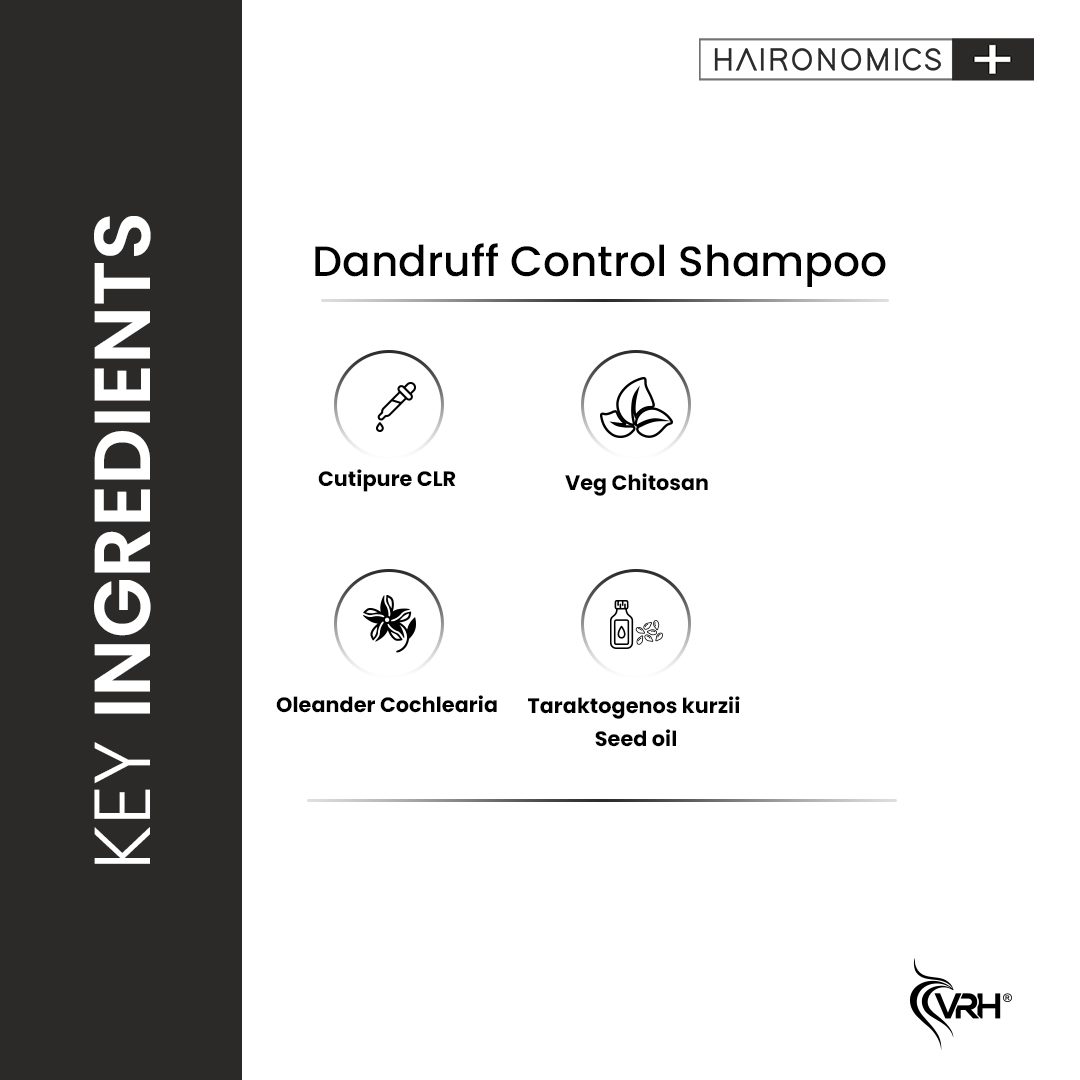 HAIRONOMICS +
KEY INGREDIENTS
Dandruff Control Shampoo
Cutipure CLR
Veg Chitosan
Oleander Cochlearia
Taraktogenos kurzii
Seed oil
VRH®